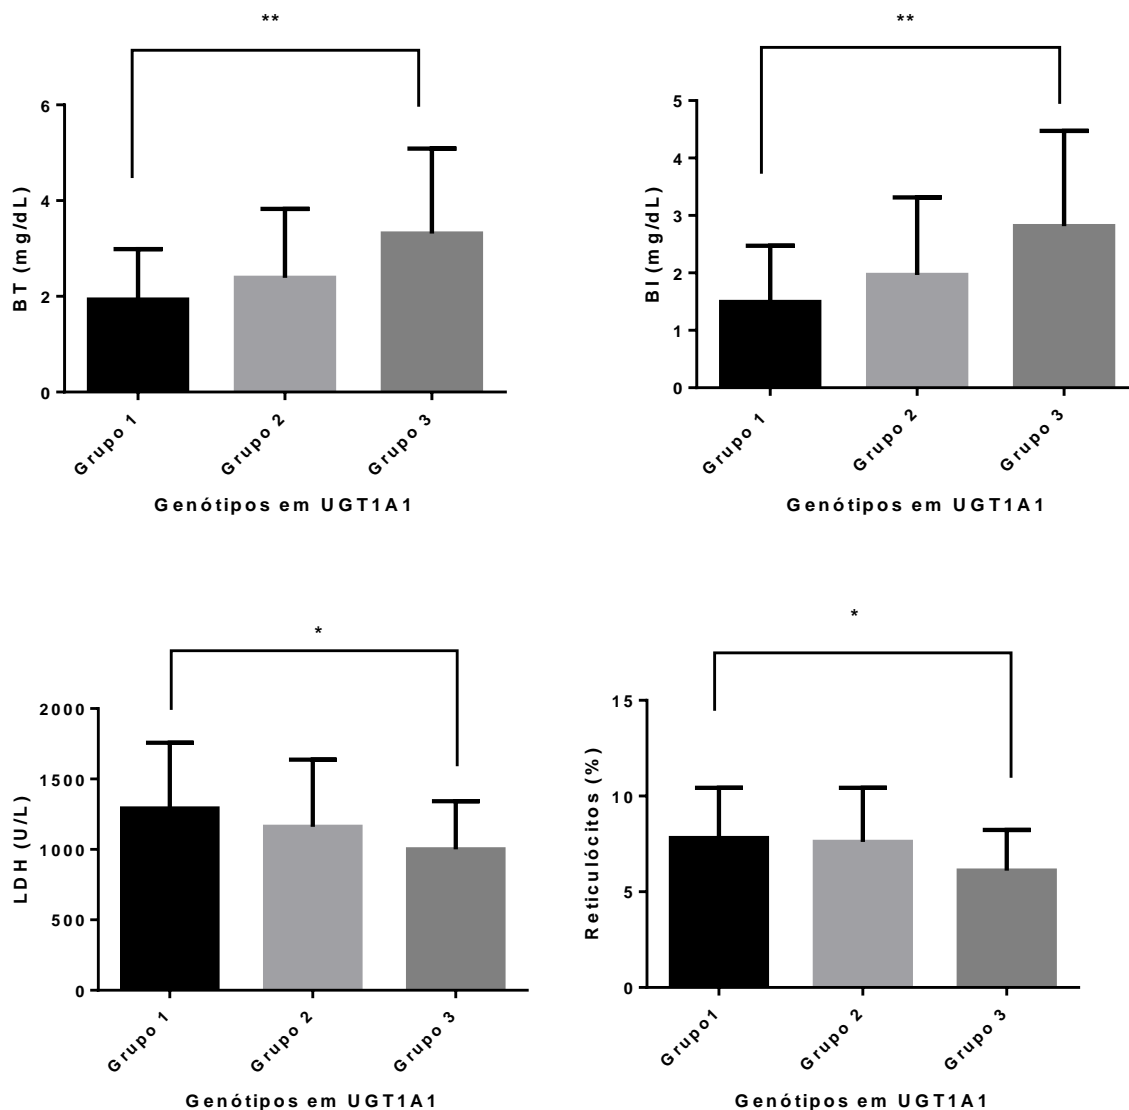 **
BT (mg/dL)
6
4
2
0
Grupo 1
Grupo 2
Grupo 3
Genótipos em UGT1A1
**
BI (mg/dL)
5
4
3
2
1
0
Grupo 1
Grupo 2
Grupo 3
Genótipos em UGT1A1
*
LDH (U/L)
2000
1500
1000
500
0
Grupo 1
Grupo 2
Grupo 3
Genótipos em UGT1A1
*
Reticulócitos (%)
15
10
5
0
Grupo1
Grupo 2
Grupo 3
Genótipos em UGT1A1